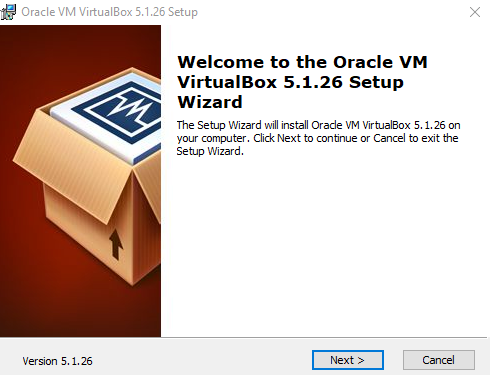 Oracle VM VirtualBox 5.1.26 Setup
Welcome to the Oracle VM
VirtualBox 5.1.26 Setup
Wizard
The Setup Wizard will install Oracle VM VirtualBox 5.1.26 on
your computer. Click Next to continue or Cancel to exit the
Setup Wizard.
VM
Version 5.1.26
Next >
Cancel